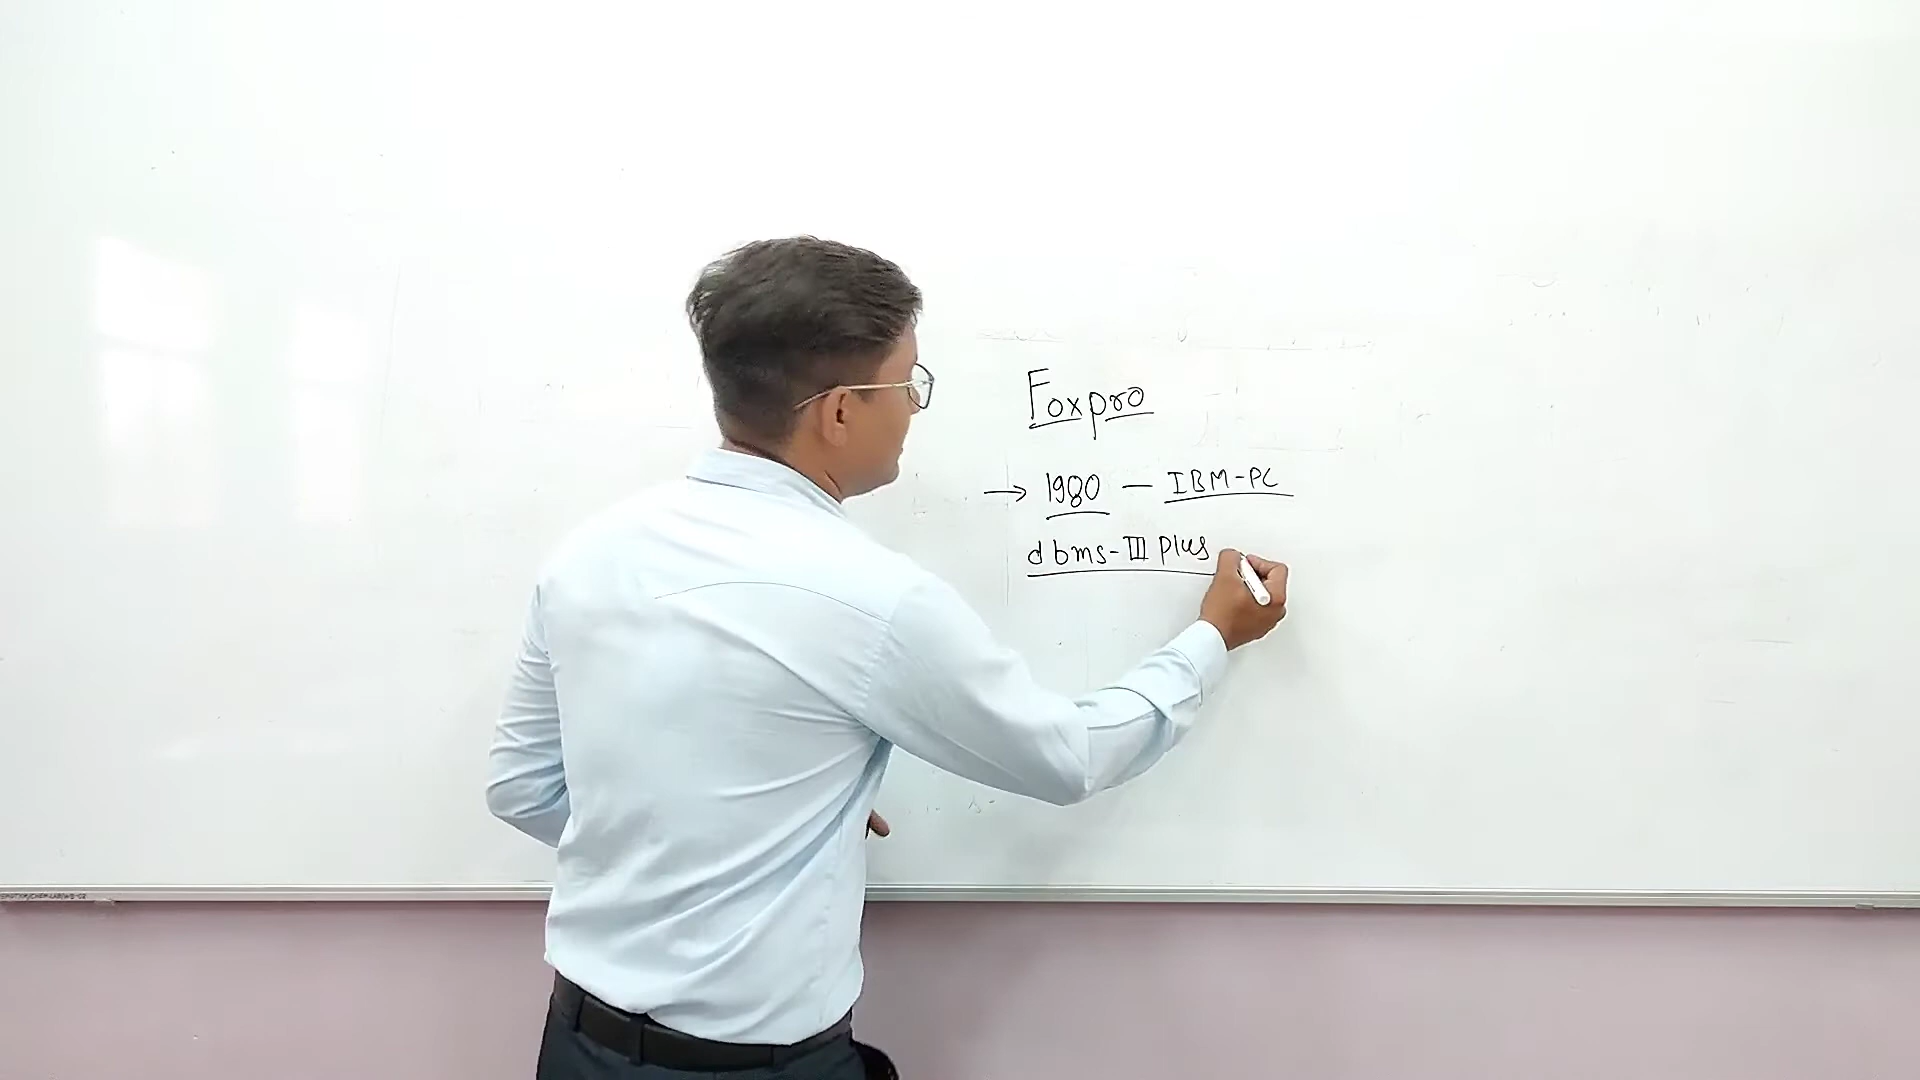 Foxpro
→ 1980 — IBM-PC
dbms-III plus